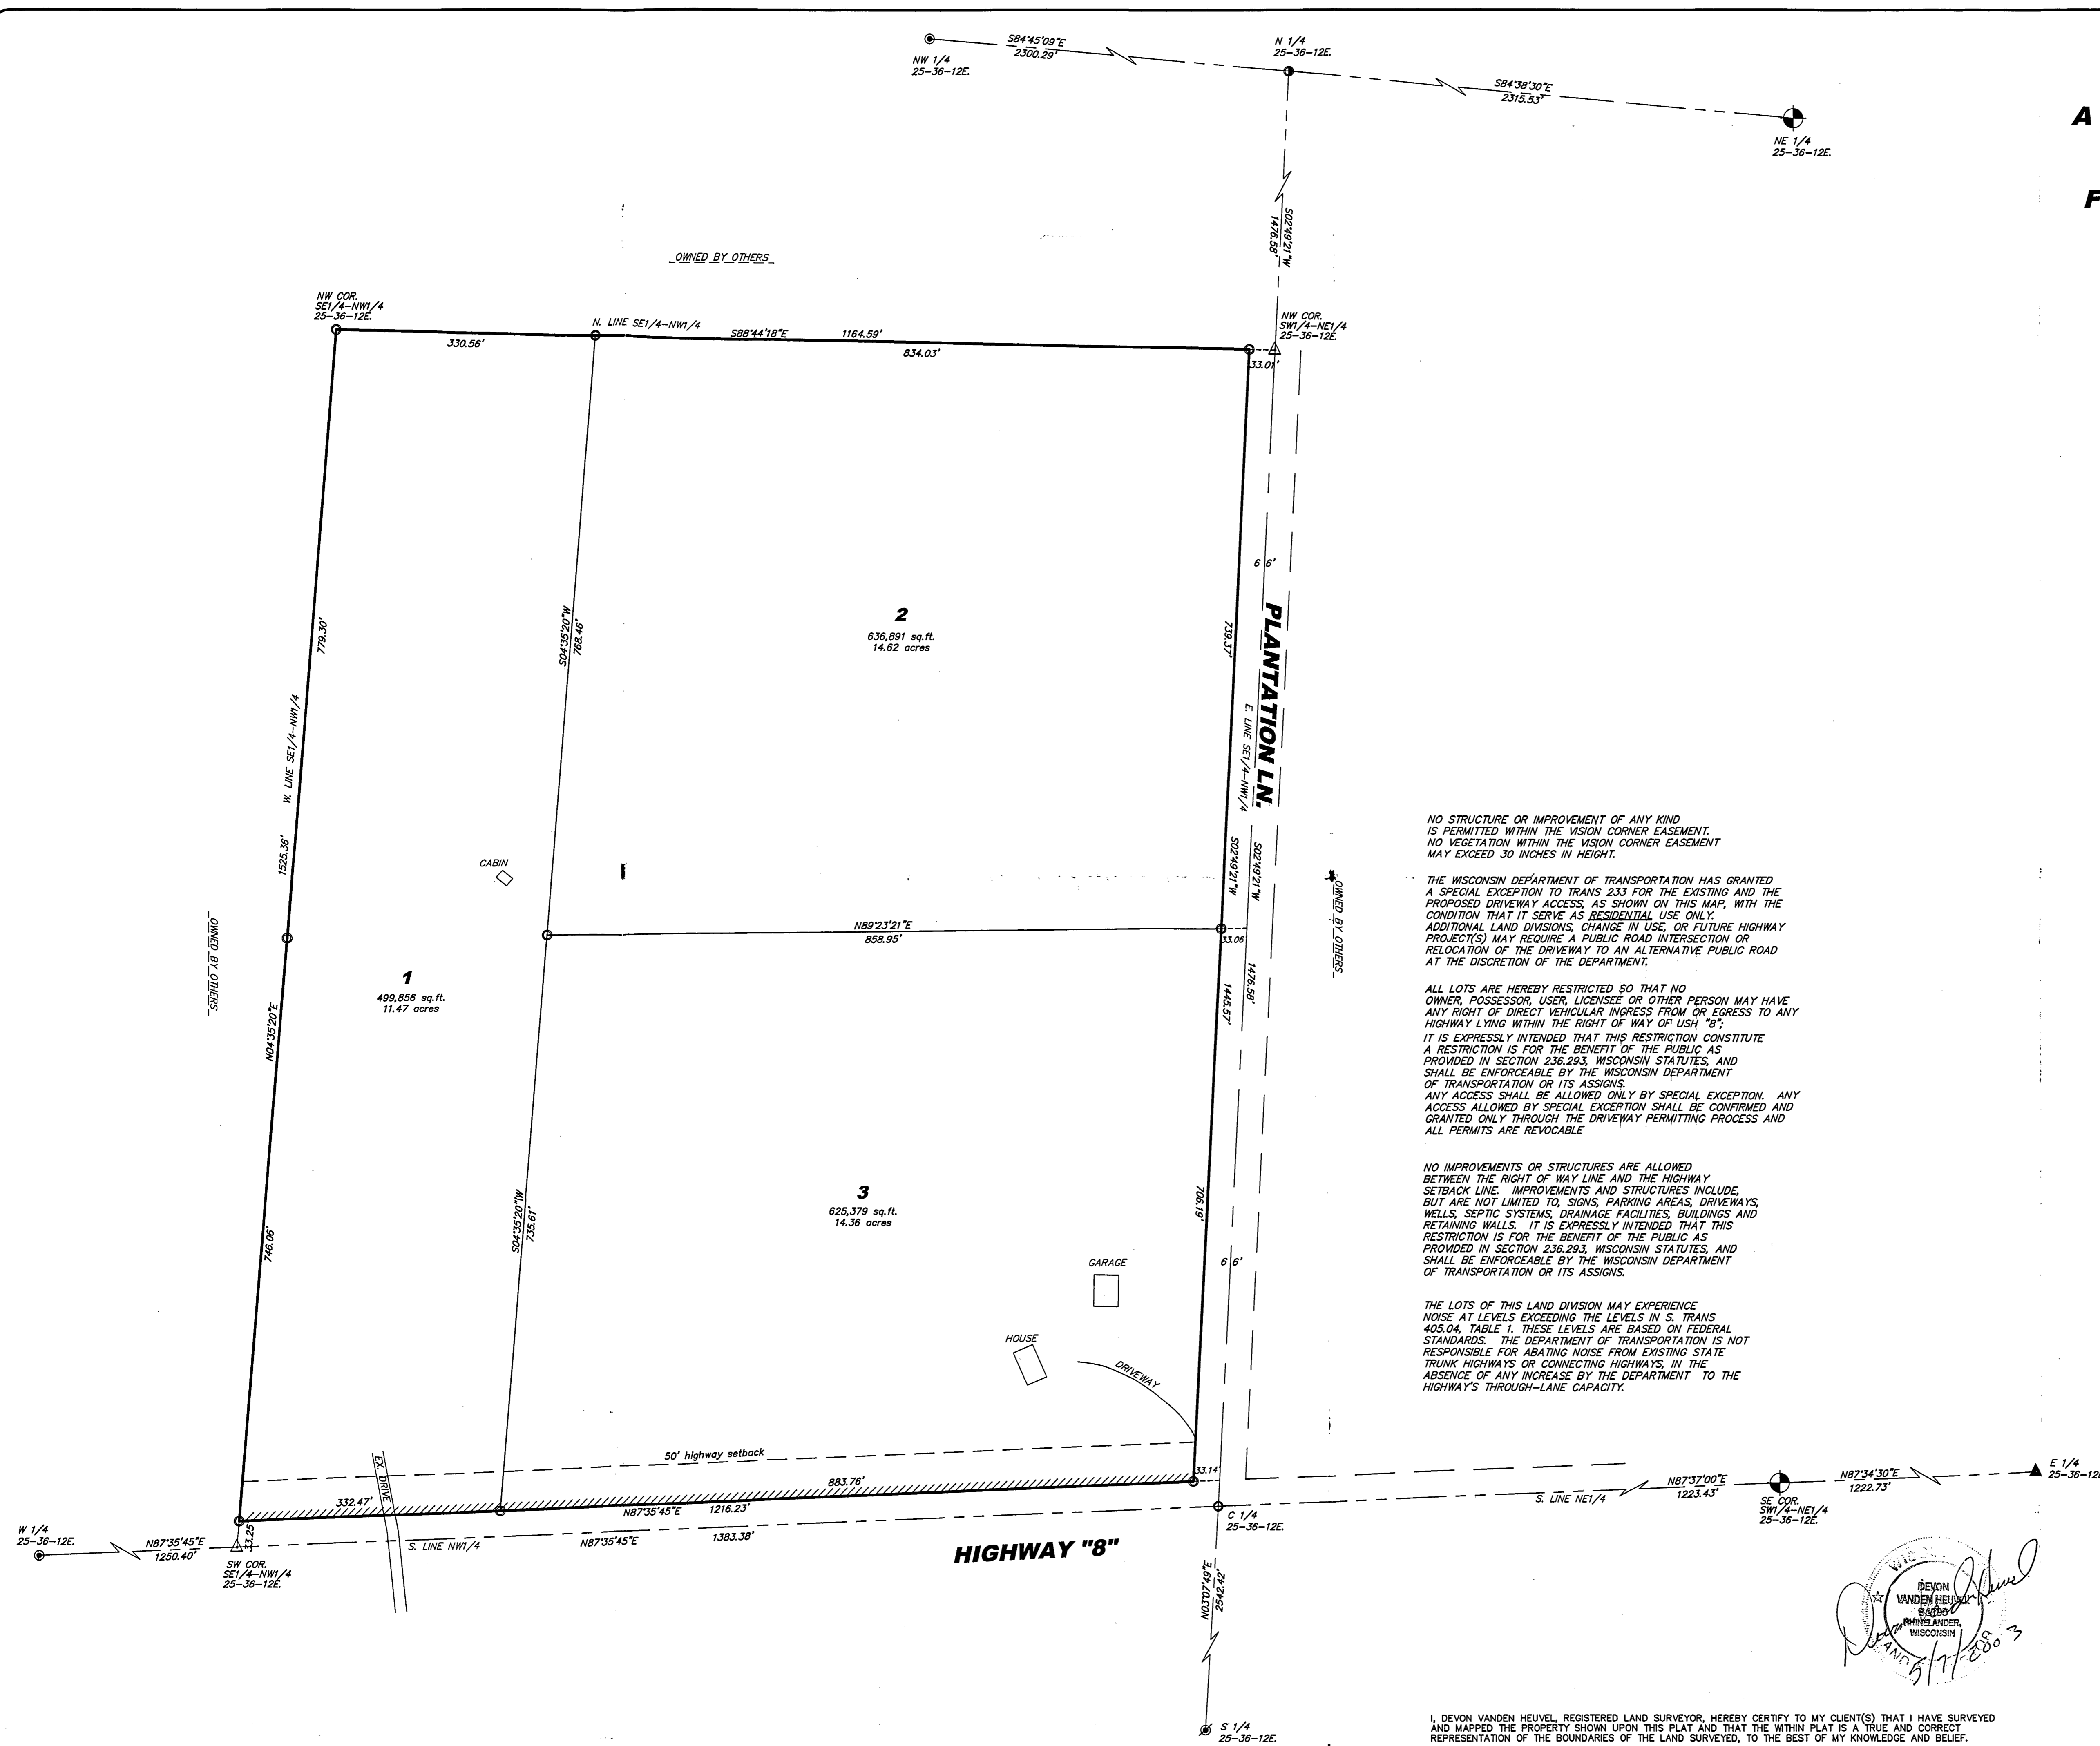 S84°45'09"E
2300.29'
NW 1/4
25-36-12E.
N 1/4
25-36-12E.
S84°38'30"E
2315.53'
NE 1/4
25-36-12E.
A
F
S02°49'21"W
1476.58'
OWNED BY OTHERS
NW COR.
SE1/4-NW1/4
25-36-12E.
N. LINE SE1/4-NW1/4
330.56'
S88°44'18"E 1164.59'
834.03'
NW COR.
SW1/4-NE1/4
25-36-12E.
33.01'
6 6'
779.30'
S04°35'20"W
768.46'
2
636,891 sq.ft.
14.62 acres
739.37'
PLANTATION LN.
E. LINE SE1/4-NW1/4
W. LINE SE1/4-NW1/4
1525.36'
CABIN
S02°49'21"W
S02°49'21"W
OWNED BY OTHERS
OWNED BY OTHERS
N89°23'21"E
858.95'
33.06
1
499,856 sq.ft.
11.47 acres
N04°35'20"E
1476.58'
1445.57'
746.06'
S04°35'20"W
735.61'
3
625,379 sq.ft.
14.36 acres
706.19'
6 6'
GARAGE
HOUSE
DRIVEWAY
50' highway setback
EX. DRIVE
332.47'
883.76'
33.14'
N87°35'45"E 1216.23'
33.25
W 1/4
25-36-12E.
N87°35'45"E
1250.40'
SW COR.
SE1/4-NW1/4
25-36-12E.
S. LINE NW1/4
N87°35'45"E
1383.38'
HIGHWAY "8"
C 1/4
25-36-12E.
S. LINE NE1/4
N87°37'00"E
1223.43'
SE COR.
SW1/4-NE1/4
25-36-12E.
N87°34'30"E
1222.73'
E 1/4
25-36-12E
N03°07'49"E
2542.42'
S 1/4
25-36-12E.
NO STRUCTURE OR IMPROVEMENT OF ANY KIND
IS PERMITTED WITHIN THE VISION CORNER EASEMENT.
NO VEGETATION WITHIN THE VISION CORNER EASEMENT
MAY EXCEED 30 INCHES IN HEIGHT.
THE WISCONSIN DEPARTMENT OF TRANSPORTATION HAS GRANTED
A SPECIAL EXCEPTION TO TRANS 233 FOR THE EXISTING AND THE
PROPOSED DRIVEWAY ACCESS, AS SHOWN ON THIS MAP, WITH THE
CONDITION THAT IT SERVE AS RESIDENTIAL USE ONLY.
ADDITIONAL LAND DIVISIONS, CHANGE IN USE, OR FUTURE HIGHWAY
PROJECT(S) MAY REQUIRE A PUBLIC ROAD INTERSECTION OR
RELOCATION OF THE DRIVEWAY TO AN ALTERNATIVE PUBLIC ROAD
AT THE DISCRETION OF THE DEPARTMENT.
ALL LOTS ARE HEREBY RESTRICTED SO THAT NO
OWNER, POSSESSOR, USER, LICENSEE OR OTHER PERSON MAY HAVE
ANY RIGHT OF DIRECT VEHICULAR INGRESS FROM OR EGRESS TO ANY
HIGHWAY LYING WITHIN THE RIGHT OF WAY OF USH "8";
IT IS EXPRESSLY INTENDED THAT THIS RESTRICTION CONSTITUTE
A RESTRICTION IS FOR THE BENEFIT OF THE PUBLIC AS
PROVIDED IN SECTION 236.293, WISCONSIN STATUTES, AND
SHALL BE ENFORCEABLE BY THE WISCONSIN DEPARTMENT
OF TRANSPORTATION OR ITS ASSIGNS.
ANY ACCESS SHALL BE ALLOWED ONLY BY SPECIAL EXCEPTION. ANY
ACCESS ALLOWED BY SPECIAL EXCEPTION SHALL BE CONFIRMED AND
GRANTED ONLY THROUGH THE DRIVEWAY PERMITTING PROCESS AND
ALL PERMITS ARE REVOCABLE
NO IMPROVEMENTS OR STRUCTURES ARE ALLOWED
BETWEEN THE RIGHT OF WAY LINE AND THE HIGHWAY
SETBACK LINE. IMPROVEMENTS AND STRUCTURES INCLUDE,
BUT ARE NOT LIMITED TO, SIGNS, PARKING AREAS, DRIVEWAYS,
WELLS, SEPTIC SYSTEMS, DRAINAGE FACILITIES, BUILDINGS AND
RETAINING WALLS. IT IS EXPRESSLY INTENDED THAT THIS
RESTRICTION IS FOR THE BENEFIT OF THE PUBLIC AS
PROVIDED IN SECTION 236.293, WISCONSIN STATUTES, AND
SHALL BE ENFORCEABLE BY THE WISCONSIN DEPARTMENT
OF TRANSPORTATION OR ITS ASSIGNS.
THE LOTS OF THIS LAND DIVISION MAY EXPERIENCE
NOISE AT LEVELS EXCEEDING THE LEVELS IN S. TRANS
405.04, TABLE 1. THESE LEVELS ARE BASED ON FEDERAL
STANDARDS. THE DEPARTMENT OF TRANSPORTATION IS NOT
RESPONSIBLE FOR ABATING NOISE FROM EXISTING STATE
TRUNK HIGHWAYS OR CONNECTING HIGHWAYS, IN THE
ABSENCE OF ANY INCREASE BY THE DEPARTMENT TO THE
HIGHWAY'S THROUGH-LANE CAPACITY.
DEVON
VANDEN HEUVEL
RHINELANDER,
WISCONSIN
5/7/2003
I, DEVON VANDEN HEUVEL, REGISTERED LAND SURVEYOR, HEREBY CERTIFY TO MY CLIENT(S) THAT I HAVE SURVEYED
AND MAPPED THE PROPERTY SHOWN UPON THIS PLAT AND THAT THE WITHIN PLAT IS A TRUE AND CORRECT
REPRESENTATION OF THE BOUNDARIES OF THE LAND SURVEYED, TO THE BEST OF MY KNOWLEDGE AND BELIEF.